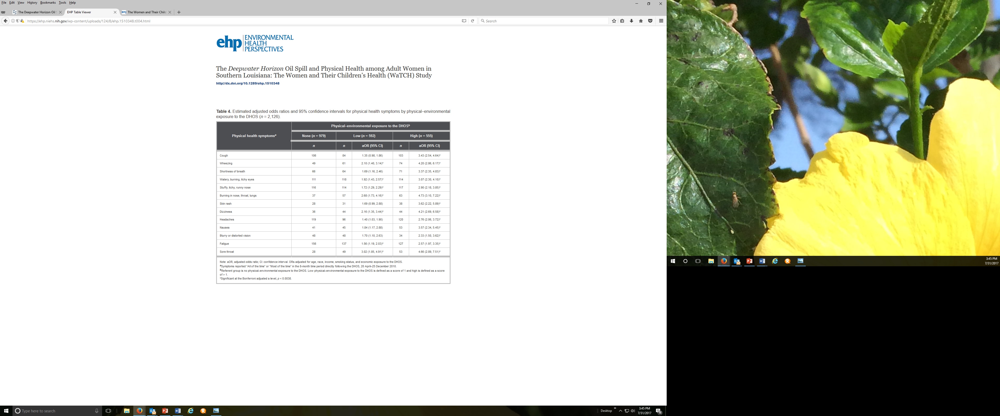 File Edit View History Bookmarks Tools Help
The Deepwater Horizon Oil S
EHP Table Viewer
BMJ The Women and Their Child
https://ehp.niehs.nih.gov/wp-content/uploads/124/8/ehp.1510348.t004.html
Search
ehp ENVIRONMENTAL
HEALTH
PERSPECTIVES
The Deepwater Horizon Oil Spill and Physical Health among Adult Women in
Southern Louisiana: The Women and Their Children's Health (WaTCH) Study
http://dx.doi.org/10.1289/ehp.1510348
Table 4. Estimated adjusted odds ratios and 95% confidence intervals for physical health symptoms by physical–environmental
exposure to the DHOS (n = 2,126).
Physical health symptomsa
Physical–environmental exposure to the DHOSb
None (n = 979) Low (n = 592) High (n = 555)
n n aOR (95% CI) n aOR (95% CI)
Cough 106 84 1.35 (0.98, 1.86) 103 3.43 (2.54, 4.64)*
Wheezing 49 61 2.10 (1.40, 3.14)* 74 4.20 (2.86, 6.17)*
Shortness of breath 66 64 1.69 (1.16, 2.46) 71 3.37 (2.35, 4.83)*
Watery, burning, itchy eyes 111 118 1.92 (1.43, 2.57)* 114 3.07 (2.30, 4.10)*
Stuffy, itchy, runny nose 116 114 1.72 (1.29, 2.29)* 117 2.90 (2.18, 3.85)*
Burning in nose, throat, lungs 37 57 2.68 (1.73, 4.16)* 63 4.73 (3.10, 7.22)*
Skin rash 28 31 1.69 (0.99, 2.88) 38 3.62 (2.22, 5.89)*
Dizziness 36 44 2.16 (1.35, 3.44)* 44 4.21 (2.69, 6.58)*
Headaches 119 96 1.40 (1.03, 1.90) 120 2.76 (2.06, 3.72)*
Nausea 41 45 1.84 (1.17, 2.88) 53 3.57 (2.34, 5.45)*
Blurry or distorted vision 48 48 1.70 (1.10, 2.63) 34 2.33 (1.50, 3.62)*
Fatigue 156 137 1.56 (1.19, 2.03)* 127 2.57 (1.97, 3.35)*
Sore throat 28 49 3.02 (1.85, 4.91)* 53 4.66 (2.89, 7.51)*
Note: aOR, adjusted odds ratio; CI: confidence interval. ORs adjusted for age, race, income, smoking status, and economic exposure to the DHOS.
aSymptoms reported "All of the time" or "Most of the time" in the 8-month time period directly following the DHOS, 20 April–25 December 2010.
bReferent group is no physical–environmental exposure to the DHOS. Low physical–environmental exposure to the DHOS is defined as a score of 1 and high is defined as a score
of > 1.
*Significant at the Bonferroni adjusted a level, p < 0.0038.
3:45 PM
7/31/2017
Type here to search
Desktop
3:45 PM
7/31/2017
18